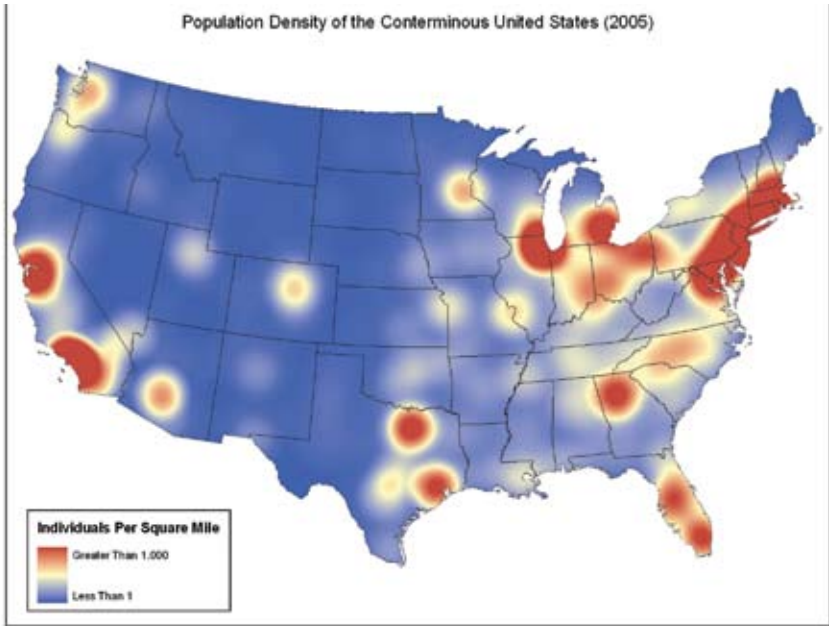 Population Density of the Conterminous United States (2005)
Individuals Per Square Mile
Greater Than 1,000
Less Than 1